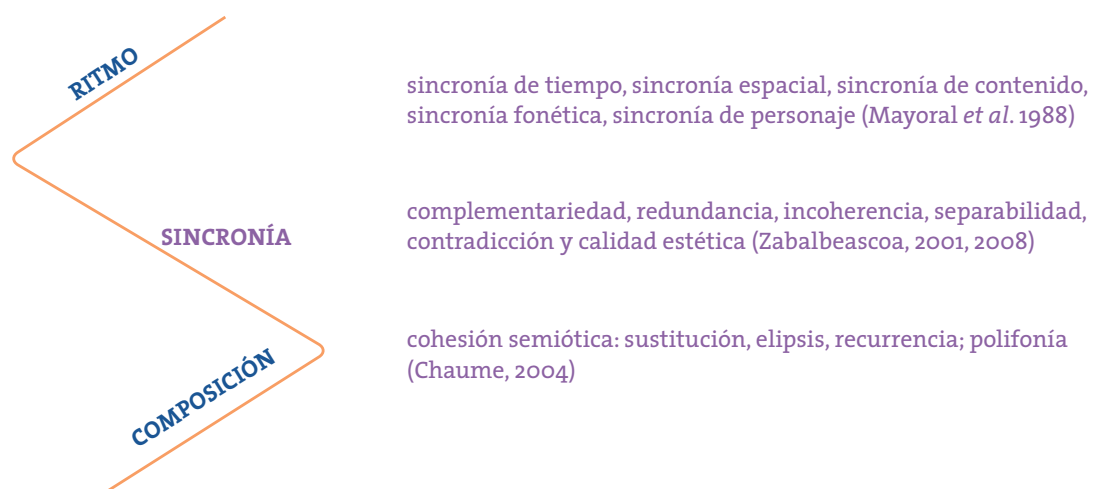 RITMO
sincronía de tiempo, sincronía espacial, sincronía de contenido,
sincronía fonética, sincronía de personaje (Mayoral et al. 1988)
SINCRONÍA
complementariedad, redundancia, incoherencia, separabilidad,
contradicción y calidad estética (Zabalbeascoa, 2001, 2008)
COMPOSICIÓN
cohesión semiótica: sustitución, elipsis, recurrencia; polifonía
(Chaume, 2004)